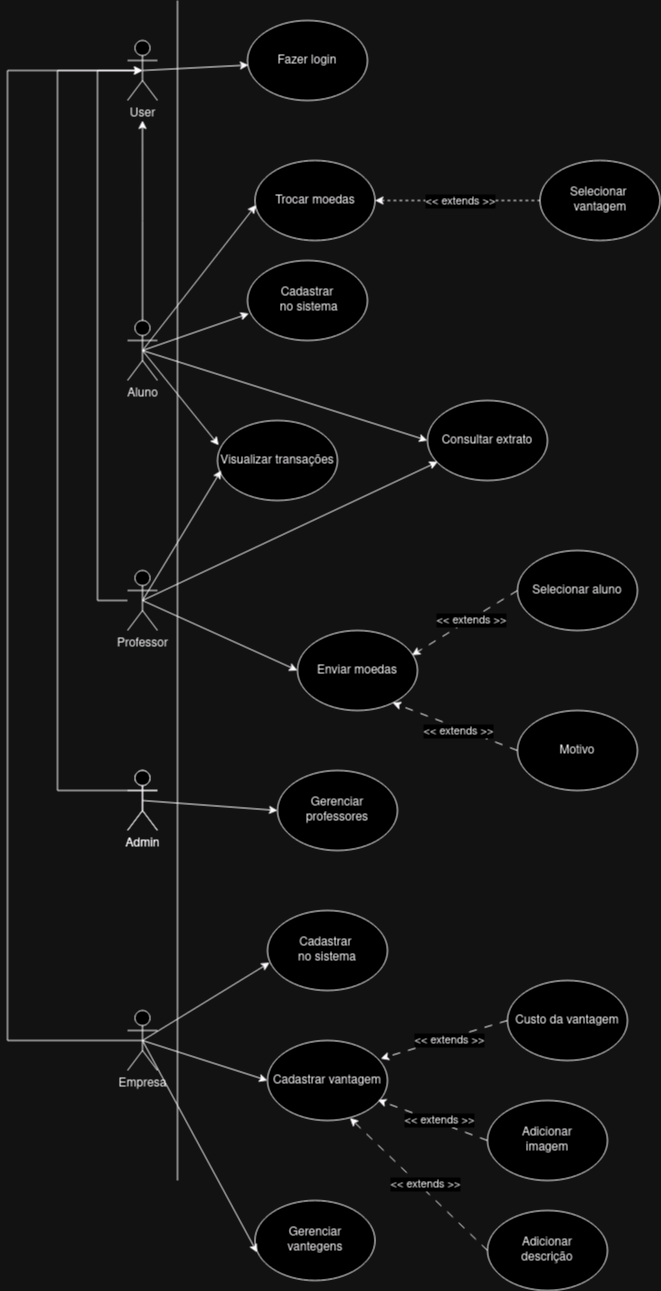 Fazer login
User
Trocar moedas
<< extends >>
Selecionar
vantagem
Cadastrar
no sistema
Aluno
Visualizar transações
Consultar extrato
Selecionar aluno
<< extends >>
Professor
Enviar moedas
<< extends >>
Motivo
Gerenciar
professores
Admin
Cadastrar
no sistema
Custo da vantagem
<< extends >>
Empresa
Cadastrar vantagem
<< extends >>
Adicionar
imagem
<< extends >>
Gerenciar
vantegens
Adicionar
descrição